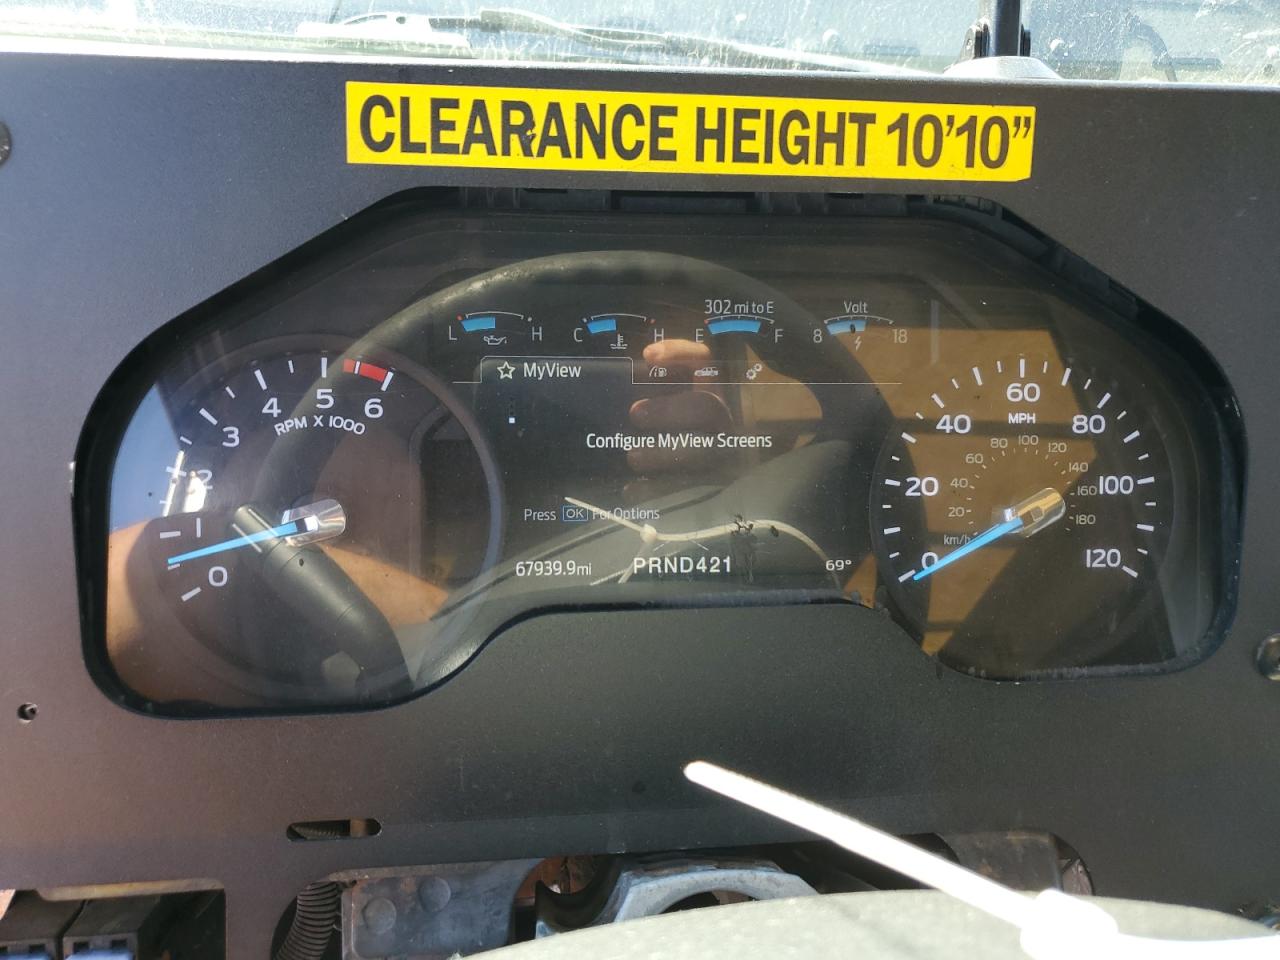 CLEARANCE HEIGHT 10'10"
302 mi to E
Volt
L H
C H
E F
8 18
MyView
Configure MyView Screens
Press OK For Options
67939.9mi
PRND421
69°
0 1 2 3 4 5 6
RPM X 1000
0 20 40 60 80 100 120
MPH
20 40 60 80 100 120 140 160 180
km/h